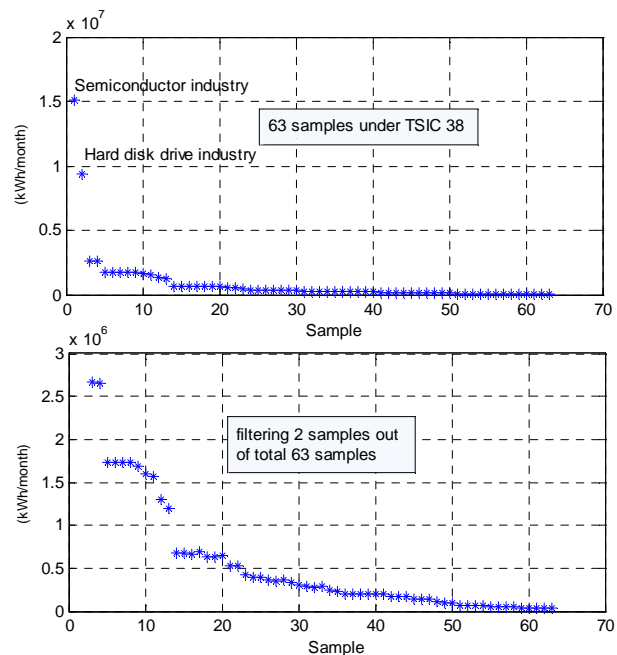 x 10^7
2
1.5
1
0.5
0
(kWh/month)
Semiconductor industry
63 samples under TSIC 38
Hard disk drive industry
0 10 20 30 40 50 60 70
Sample
x 10^6
3
2.5
2
1.5
1
0.5
0
(kWh/month)
filtering 2 samples out
of total 63 samples
0 10 20 30 40 50 60 70
Sample